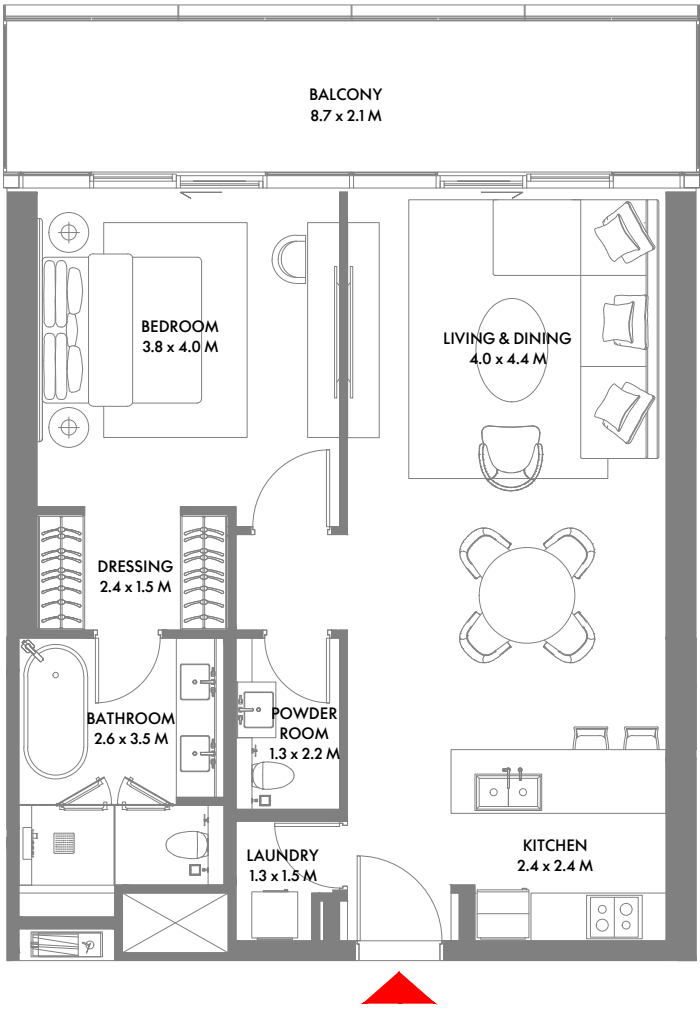 BALCONY
8.7 x 2.1 M
BEDROOM
3.8 x 4.0 M
LIVING & DINING
4.0 x 4.4 M
DRESSING
2.4 x 1.5 M
BATHROOM
2.6 x 3.5 M
POWDER
ROOM
1.3 x 2.2 M
LAUNDRY
1.3 x 1.5 M
KITCHEN
2.4 x 2.4 M